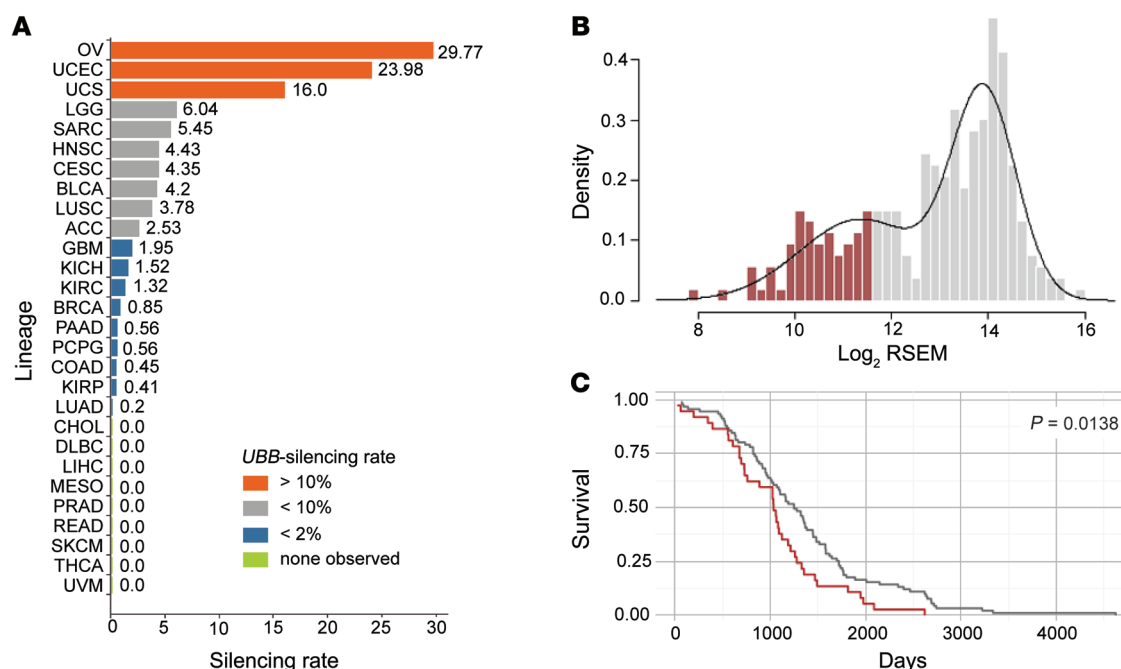 A
Lineage
OV 29.77
UCEC 23.98
UCS 16.0
LGG 6.04
SARC 5.45
HNSC 4.43
CESC 4.35
BLCA 4.2
LUSC 3.78
ACC 2.53
GBM 1.95
KICH 1.52
KIRC 1.32
BRCA 0.85
PAAD 0.56
PCPG 0.56
COAD 0.45
KIRP 0.41
LUAD 0.2
CHOL 0.0
DLBC 0.0
LIHC 0.0
MESO 0.0
PRAD 0.0
READ 0.0
SKCM 0.0
THCA 0.0
UVM 0.0
UBB-silencing rate
> 10%
< 10%
< 2%
none observed
0 5 10 15 20 25 30
Silencing rate
B
Density
0.4
0.3
0.2
0.1
0.0
8 10 12 14 16
Log2 RSEM
C
Survival
1.00
0.75
0.50
0.25
0.00
P = 0.0138
0 1000 2000 3000 4000
Days